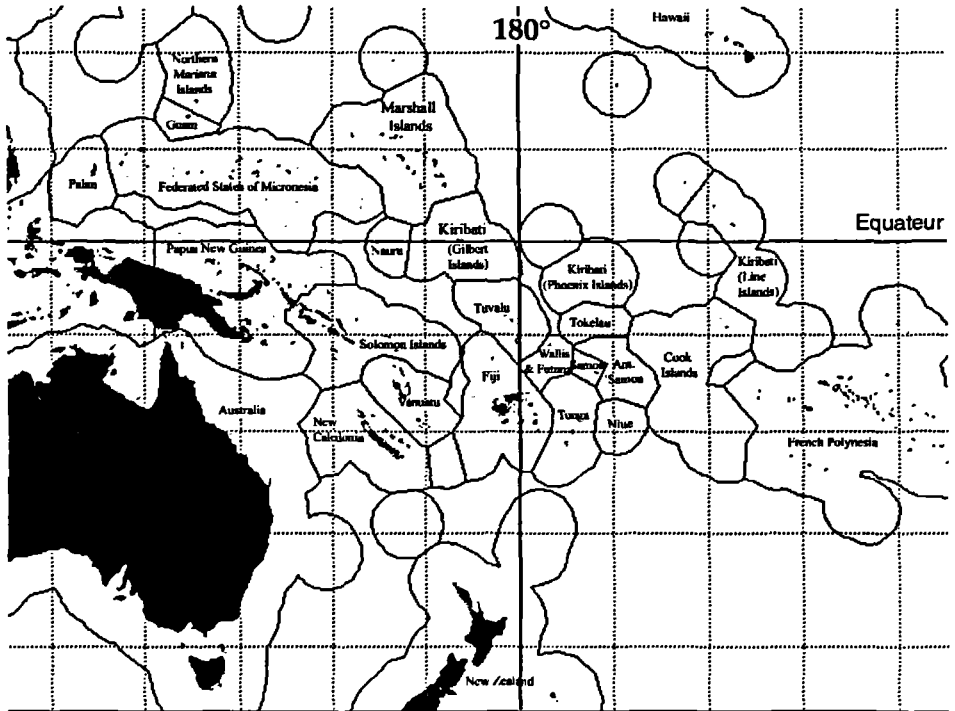 Hawaii
180°
Northern
Mariana
Islands
Guam
Marshall
Islands
Palau
Federated States of Micronesia
Equateur
Papua New Guinea
Nauru
Kiribati
(Gilbert
Islands)
Kiribati
(Phoenix Islands)
Kiribati
(Line
Islands)
Tuvalu
Tokelau
Solomon Islands
Wallis
& Futuna
Samoa
Am.
Samoa
Cook
Islands
Fiji
Vanuatu
Australia
New
Caledonia
Tonga
Niue
French Polynesia
New Zealand